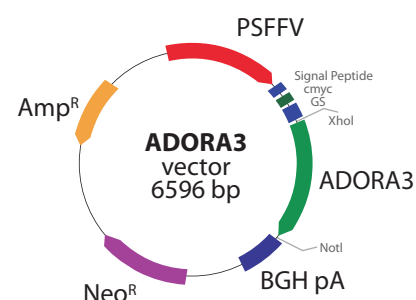 PSFFV
Signal Peptide
cmyc
GS
XhoI
AmpR
ADORA3
vector
6596 bp
ADORA3
NotI
BGH pA
NeoR